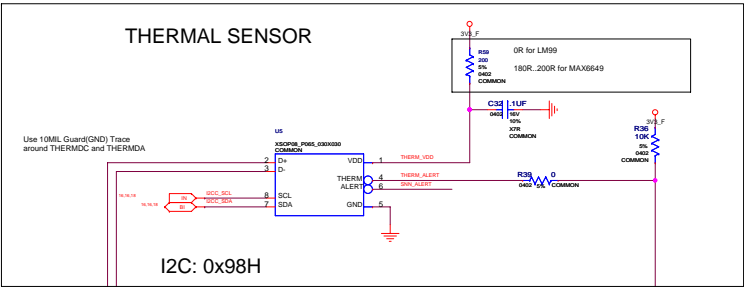 THERMAL SENSOR
3V3_F
R59
200
5%
0402
COMMON
0R for LM99
180R..200R for MAX6649
C32
.1UF
0402
16V
10%
X7R
COMMON
3V3_F
R36
10K
5%
0402
COMMON
Use 10MIL Guard(GND) Trace
around THERMDC and THERMDA
U5
XSOP08_P065_030X030
COMMON
2 D+ VDD 1 THERM_VDD
3 D-
THERM 4 THERM_ALERT
ALERT 6 SNN_ALERT
R39 0
0402 5% COMMON
IN I2CC_SCL 8 SCL
BI I2CC_SDA 7 SDA
GND 5
I2C: 0x98H